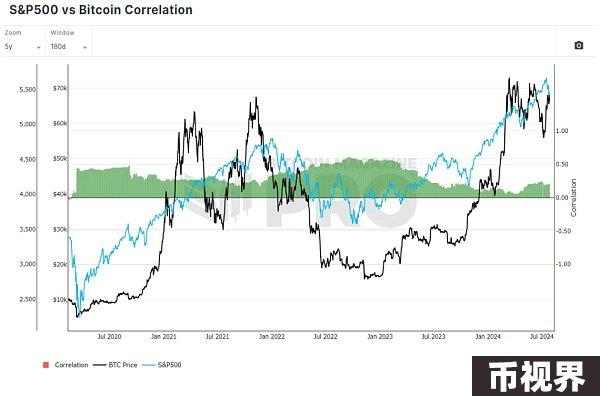 S&P500 vs Bitcoin Correlation
Zoom
Window
5y
180d
5,500
5,000
4,500
4,000
3,500
3,000
2,500
$70k
$60k
$50k
$40k
$30k
$20k
$10k
1.00
0.50
0.00
-0.50
-1.00
Correlation
MAGAZINE
PRO
Jul 2020
Jan 2021
Jul 2021
Jan 2022
Jul 2022
Jan 2023
Jul 2023
Jan 2024
Jul 2024
Correlation
BTC Price
S&P500
币视界